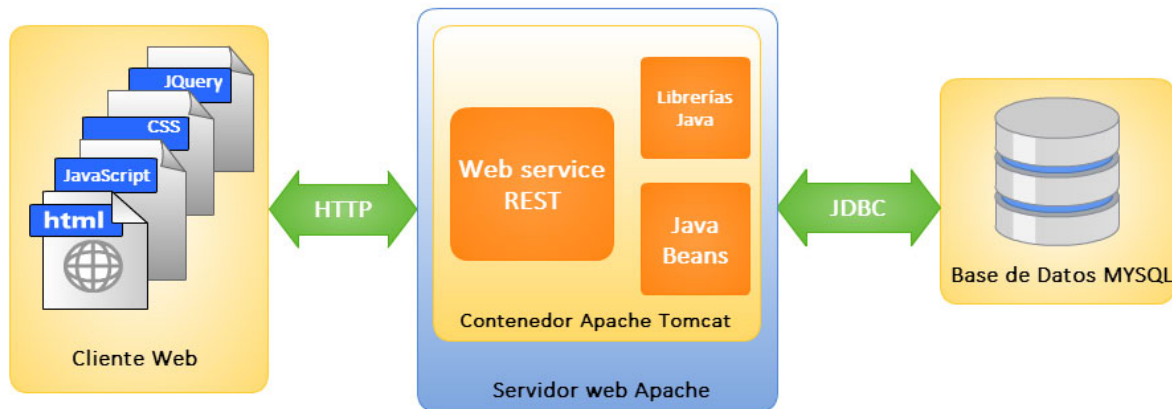 JQuery
CSS
JavaScript
html
Cliente Web
HTTP
Web service
REST
Librerías
Java
Java
Beans
Contenedor Apache Tomcat
Servidor web Apache
JDBC
Base de Datos MYSQL